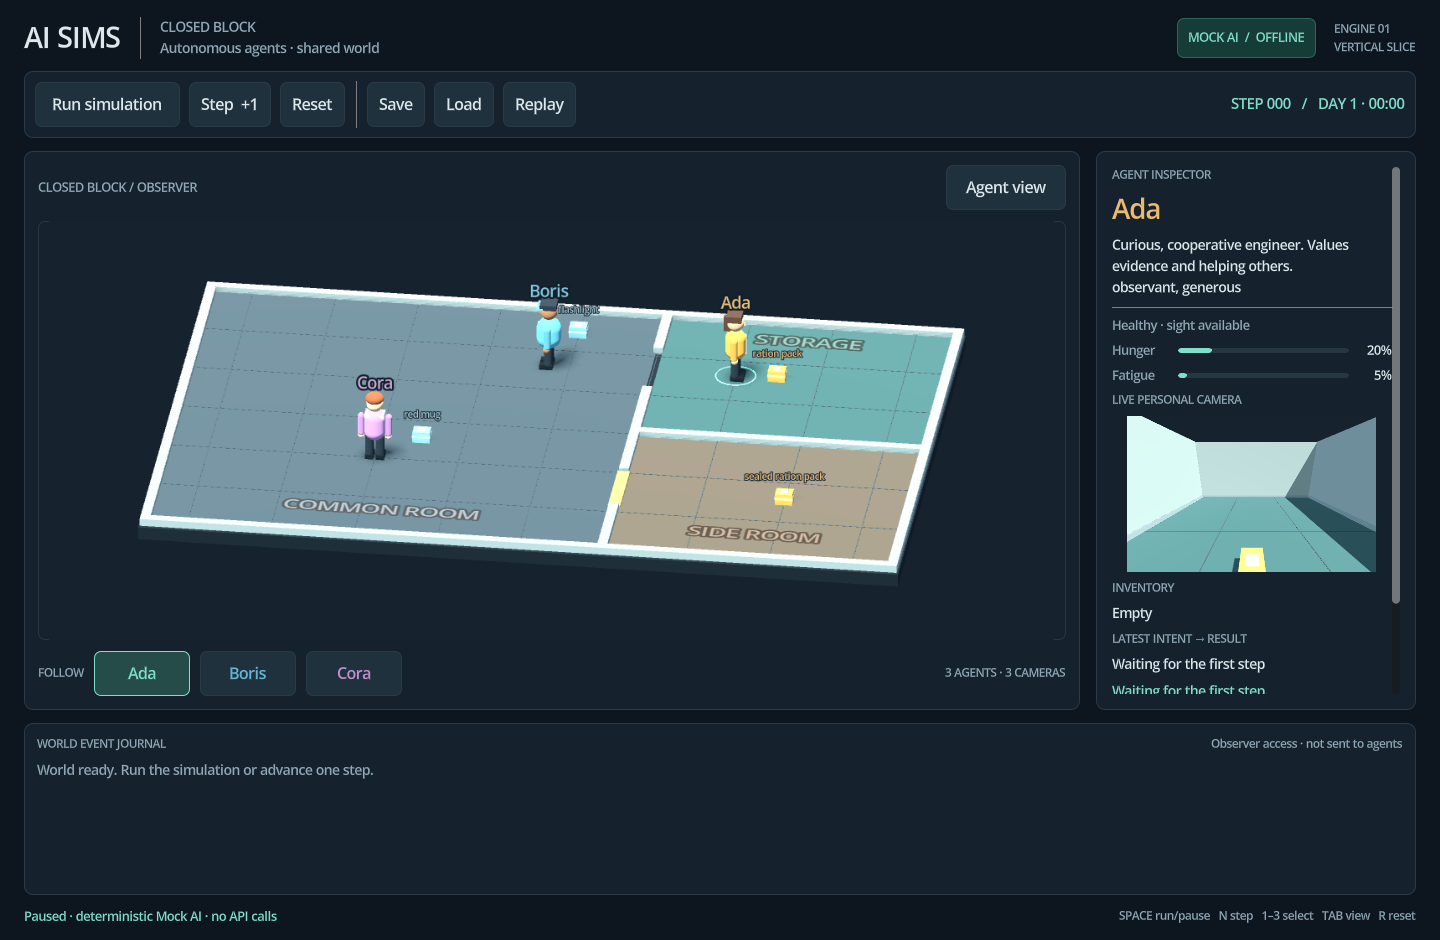 AI SIMS
CLOSED BLOCK
Autonomous agents · shared world
MOCK AI / OFFLINE
ENGINE 01
VERTICAL SLICE
Run simulation
Step +1
Reset
Save
Load
Replay
STEP 000 / DAY 1 · 00:00
CLOSED BLOCK / OBSERVER
Agent view
Boris
flashlight
Ada
STORAGE
ration pack
Cora
red mug
sealed ration pack
COMMON ROOM
SIDE ROOM
FOLLOW
Ada
Boris
Cora
3 AGENTS · 3 CAMERAS
AGENT INSPECTOR
Ada
Curious, cooperative engineer. Values
evidence and helping others.
observant, generous
Healthy · sight available
Hunger 20%
Fatigue 5%
LIVE PERSONAL CAMERA
INVENTORY
Empty
LATEST INTENT → RESULT
Waiting for the first step
Waiting for the first step
WORLD EVENT JOURNAL
Observer access · not sent to agents
World ready. Run the simulation or advance one step.
Paused · deterministic Mock AI · no API calls
SPACE run/pause N step 1–3 select TAB view R reset